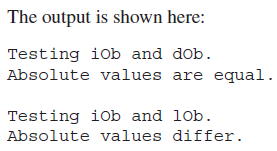 The output is shown here:
Testing iOb and dOb.
Absolute values are equal.
Testing iOb and lOb.
Absolute values differ.